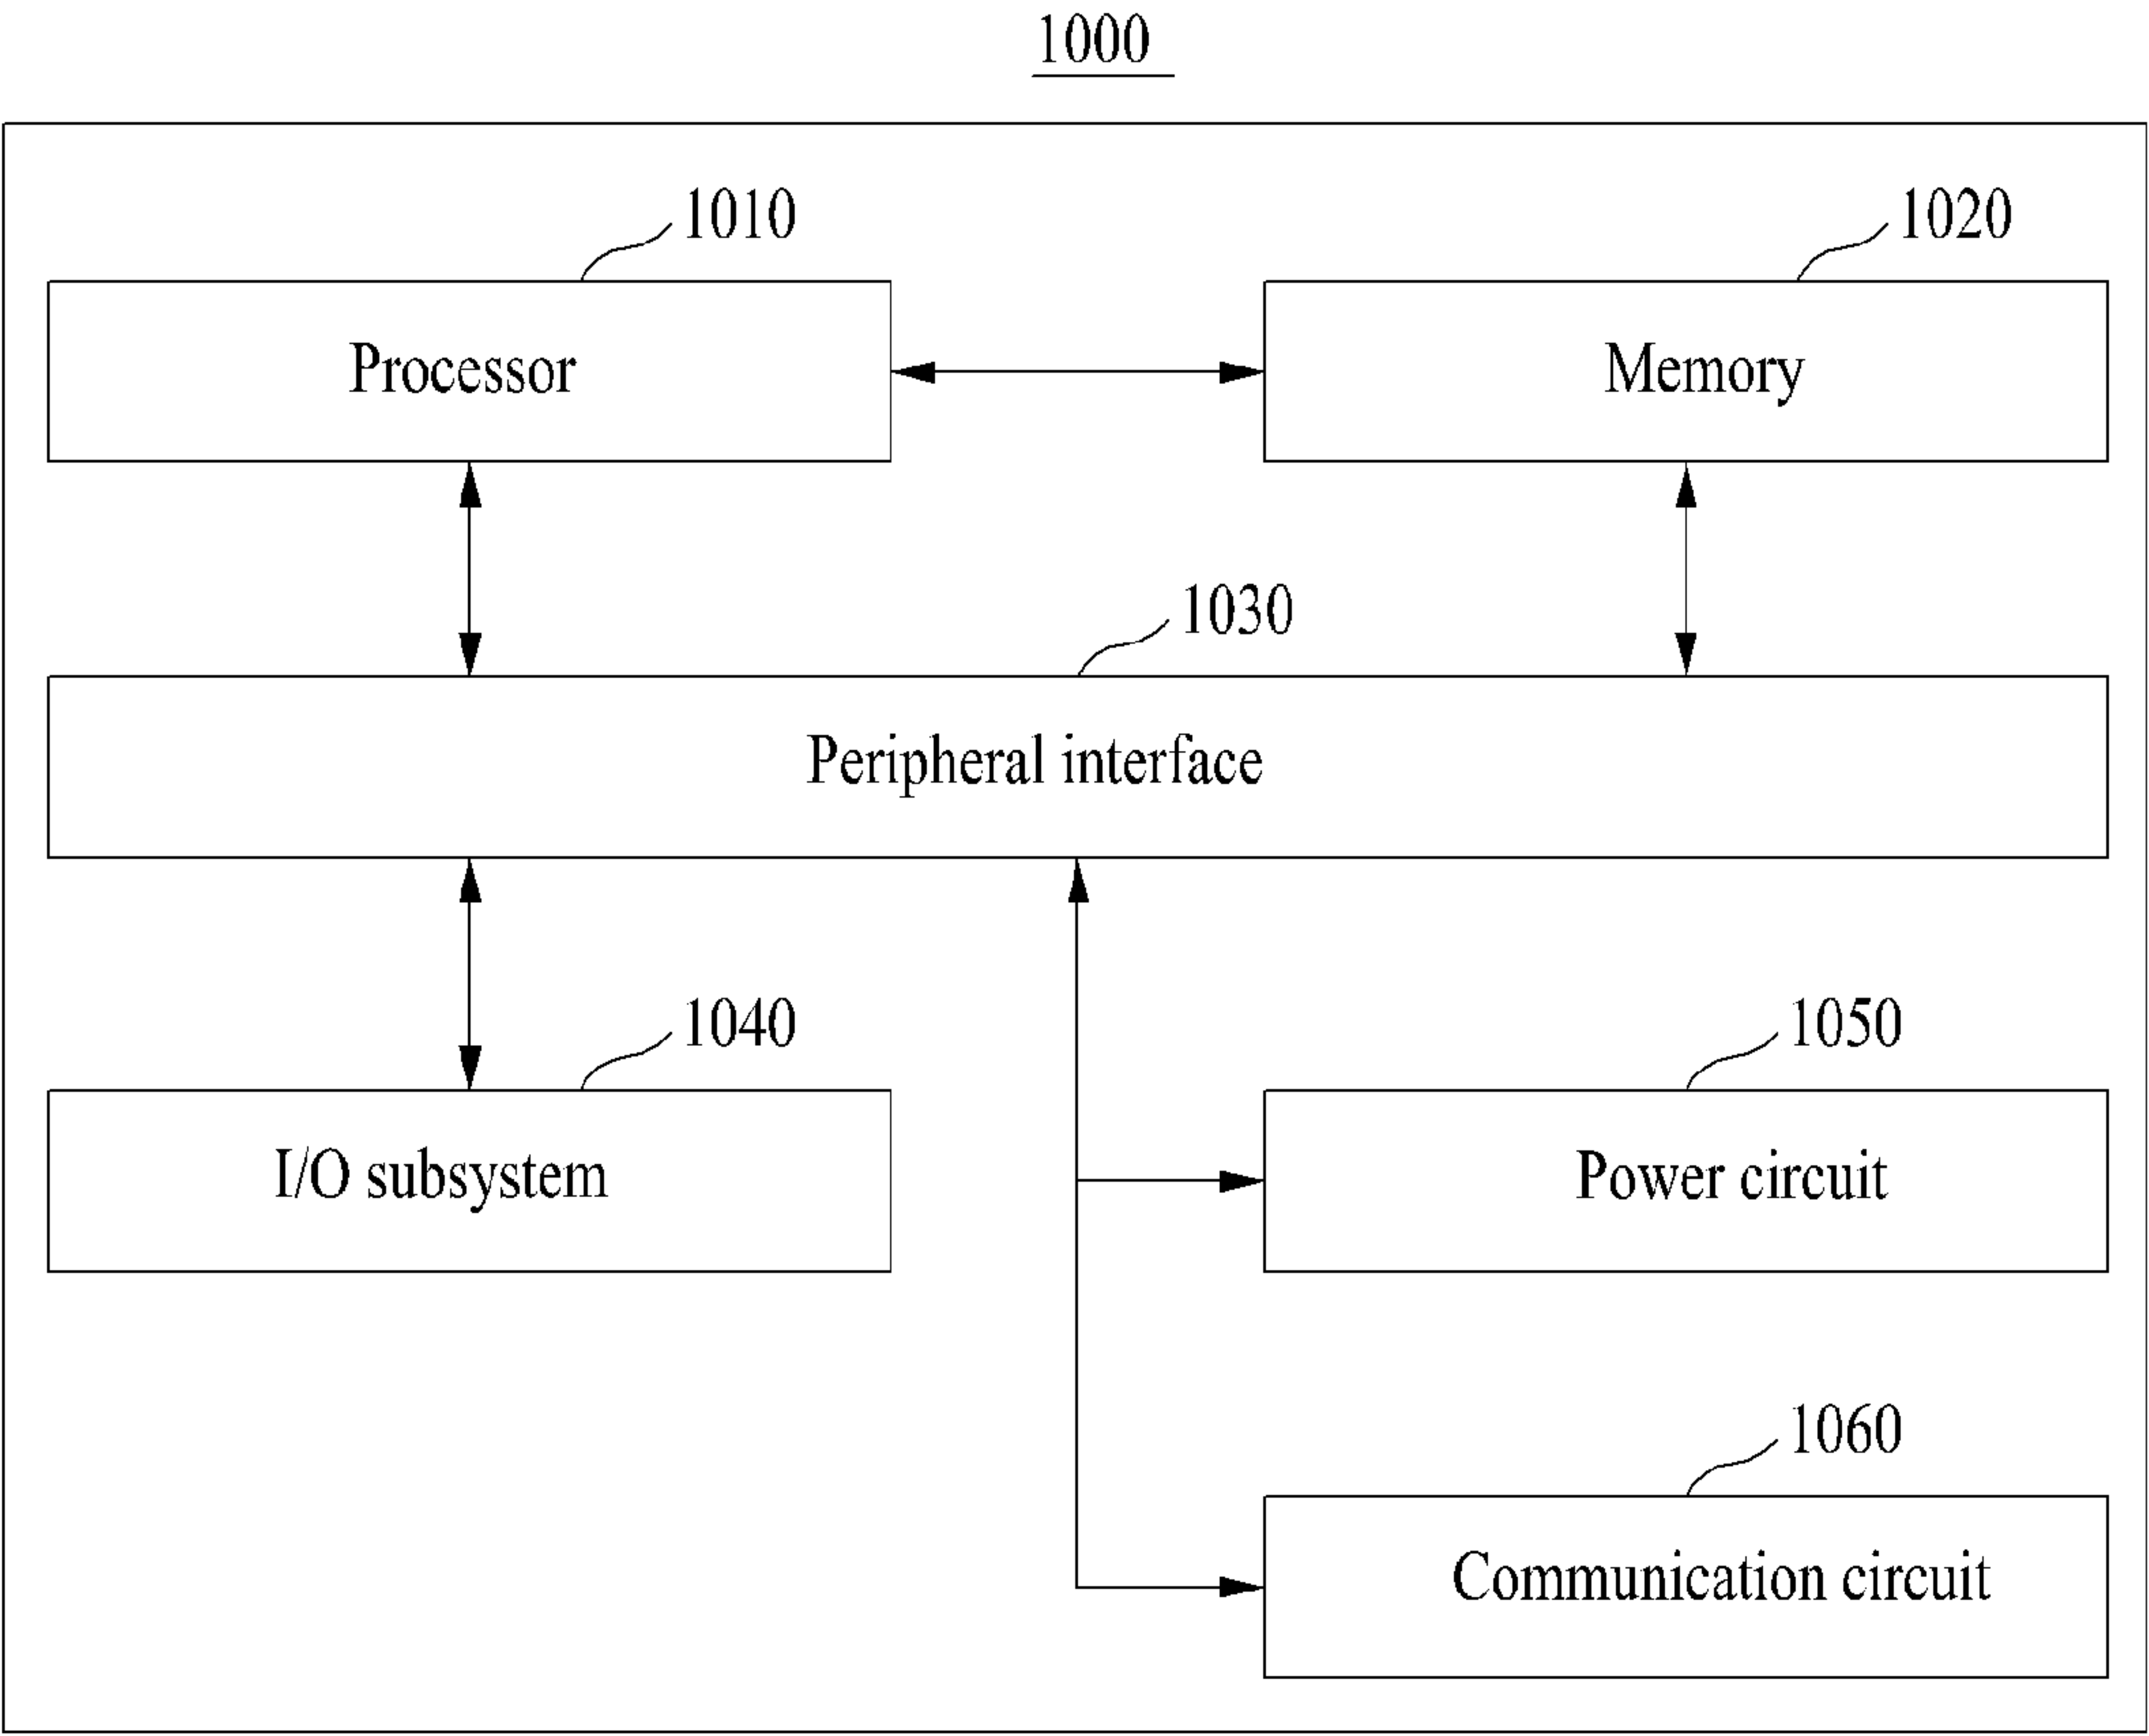 1000
1010
1020
Processor
Memory
1030
Peripheral interface
1040
1050
I/O subsystem
Power circuit
1060
Communication circuit